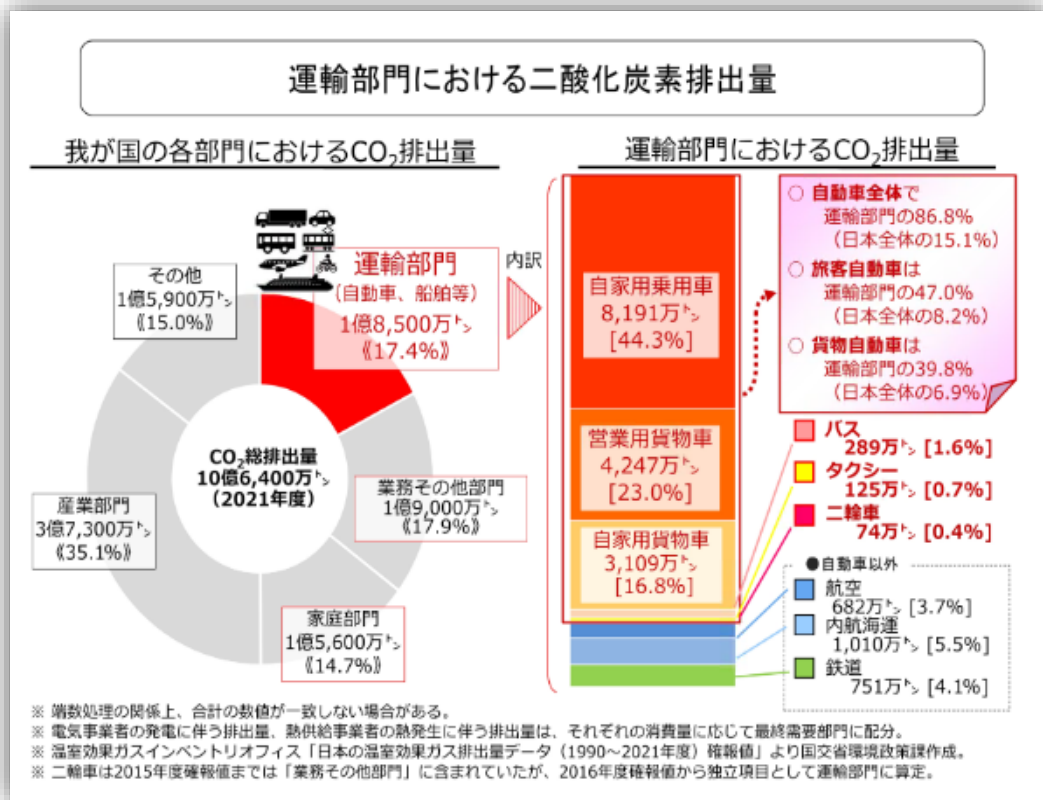 運輸部門における二酸化炭素排出量
我が国の各部門におけるCO₂排出量
その他
1億5,900万㌧
《15.0%》
運輸部門
(自動車、船舶等)
1億8,500万㌧
《17.4%》
CO₂総排出量
10億6,400万㌧
(2021年度)
産業部門
3億7,300万㌧
《35.1%》
業務その他部門
1億9,000万㌧
《17.9%》
家庭部門
1億5,600万㌧
《14.7%》
内訳
運輸部門におけるCO₂排出量
自家用乗用車
8,191万㌧
[44.3%]
営業用貨物車
4,247万㌧
[23.0%]
自家用貨物車
3,109万㌧
[16.8%]
○ 自動車全体で
運輸部門の86.8%
(日本全体の15.1%)
○ 旅客自動車は
運輸部門の47.0%
(日本全体の8.2%)
○ 貨物自動車は
運輸部門の39.8%
(日本全体の6.9%)
バス
289万㌧ [1.6%]
タクシー
125万㌧ [0.7%]
二輪車
74万㌧ [0.4%]
●自動車以外
航空
682万㌧ [3.7%]
内航海運
1,010万㌧ [5.5%]
鉄道
751万㌧ [4.1%]
※ 端数処理の関係上、合計の数値が一致しない場合がある。
※ 電気事業者の発電に伴う排出量、熱供給事業者の熱発生に伴う排出量は、それぞれの消費量に応じて最終需要部門に配分。
※ 温室効果ガスインベントリオフィス「日本の温室効果ガス排出量データ(1990~2021年度)確報値」より国交省環境政策課作成。
※ 二輪車は2015年度確報値までは「業務その他部門」に含まれていたが、2016年度確報値から独立項目として運輸部門に算定。